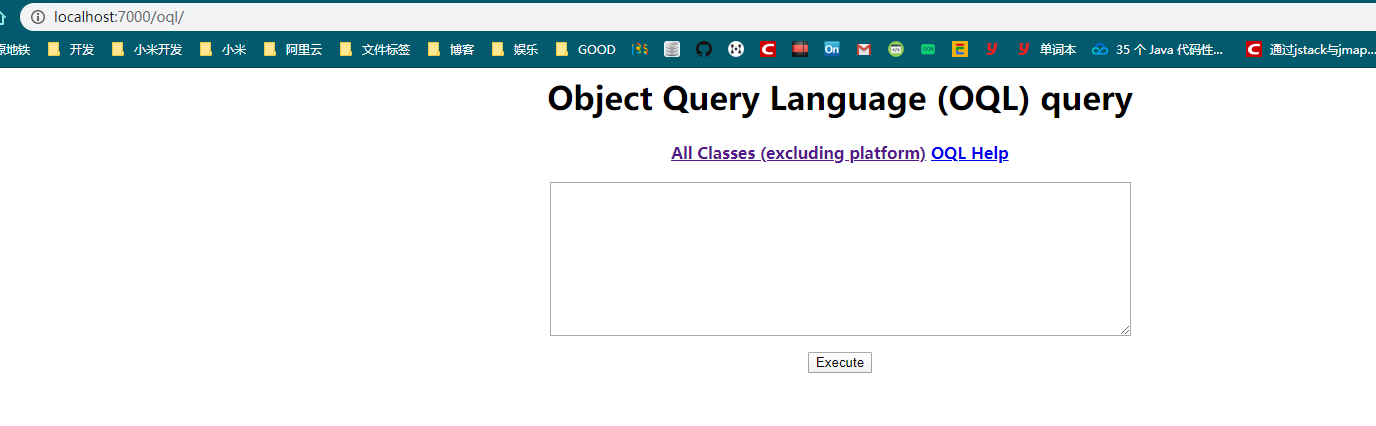 localhost:7000/oql/
原地铁 开发 小米开发 小米 阿里云 文件标签 博客 娱乐 GOOD 单词本 35 个 Java 代码性... 通过jstack与jmap...
Object Query Language (OQL) query
All Classes (excluding platform) OQL Help
Execute